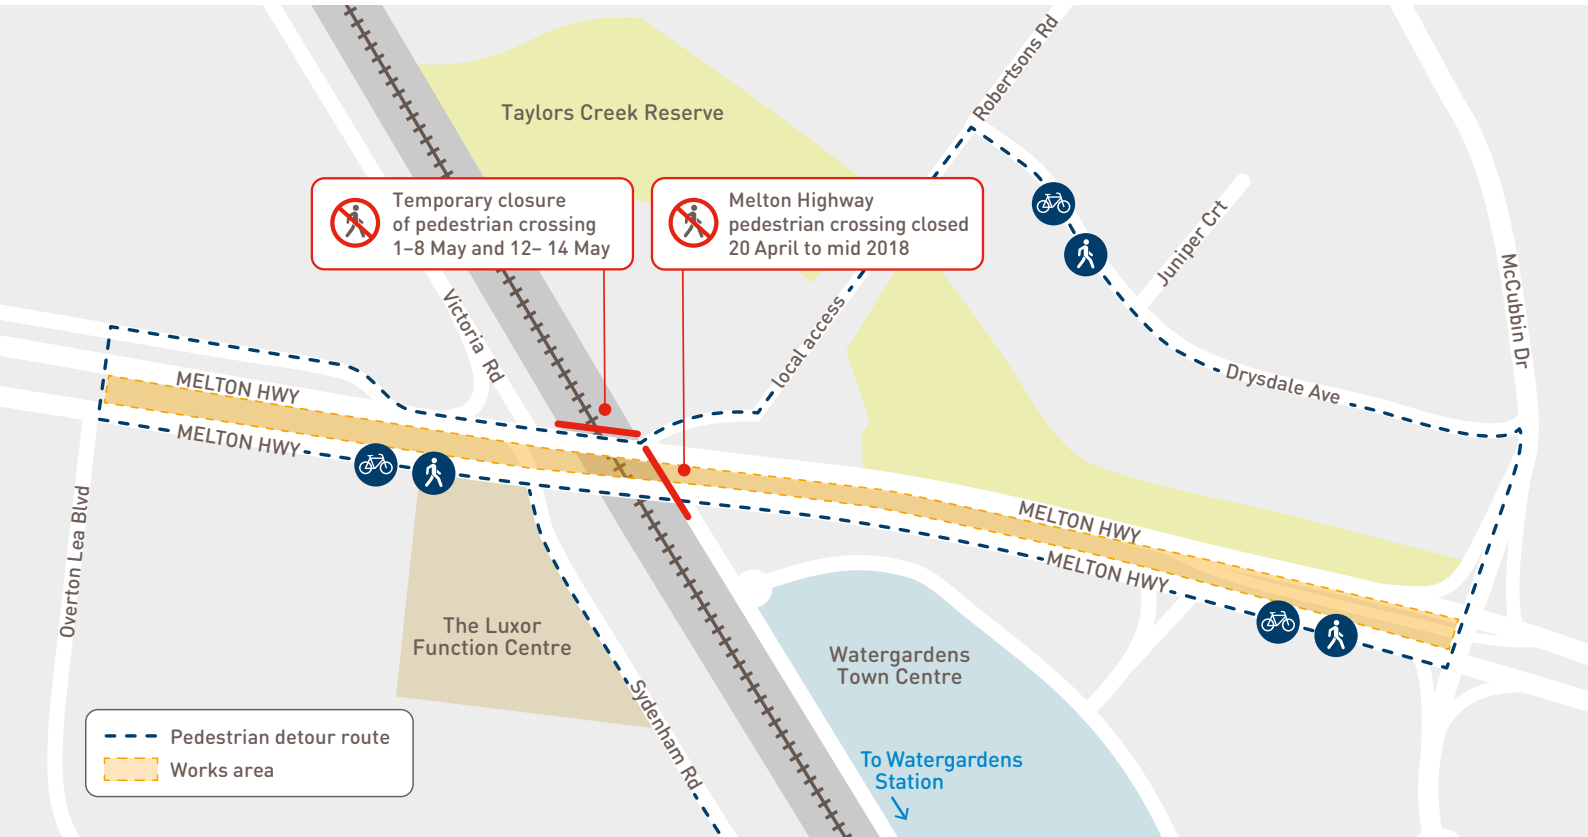 Robertsons Rd
Taylors Creek Reserve
Temporary closure
of pedestrian crossing
1–8 May and 12– 14 May
Melton Highway
pedestrian crossing closed
20 April to mid 2018
Juniper Crt
McCubbin Dr
Victoria Rd
local access
Drysdale Ave
MELTON HWY
MELTON HWY
MELTON HWY
MELTON HWY
Overton Lea Blvd
The Luxor
Function Centre
Watergardens
Town Centre
Sydenham Rd
Pedestrian detour route
Works area
To Watergardens
Station